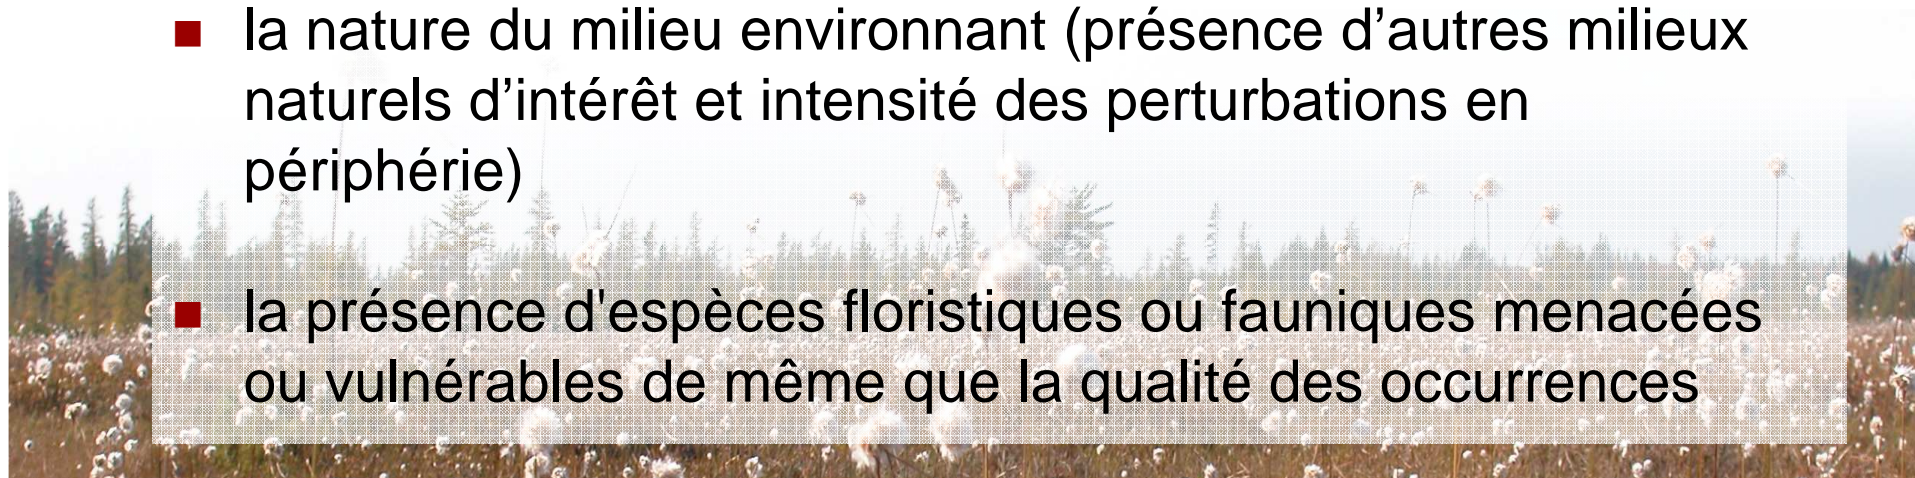 ■ la nature du milieu environnant (présence d’autres milieux
naturels d’intérêt et intensité des perturbations en
périphérie)
■ la présence d'espèces floristiques ou fauniques menacées
ou vulnérables de même que la qualité des occurrences